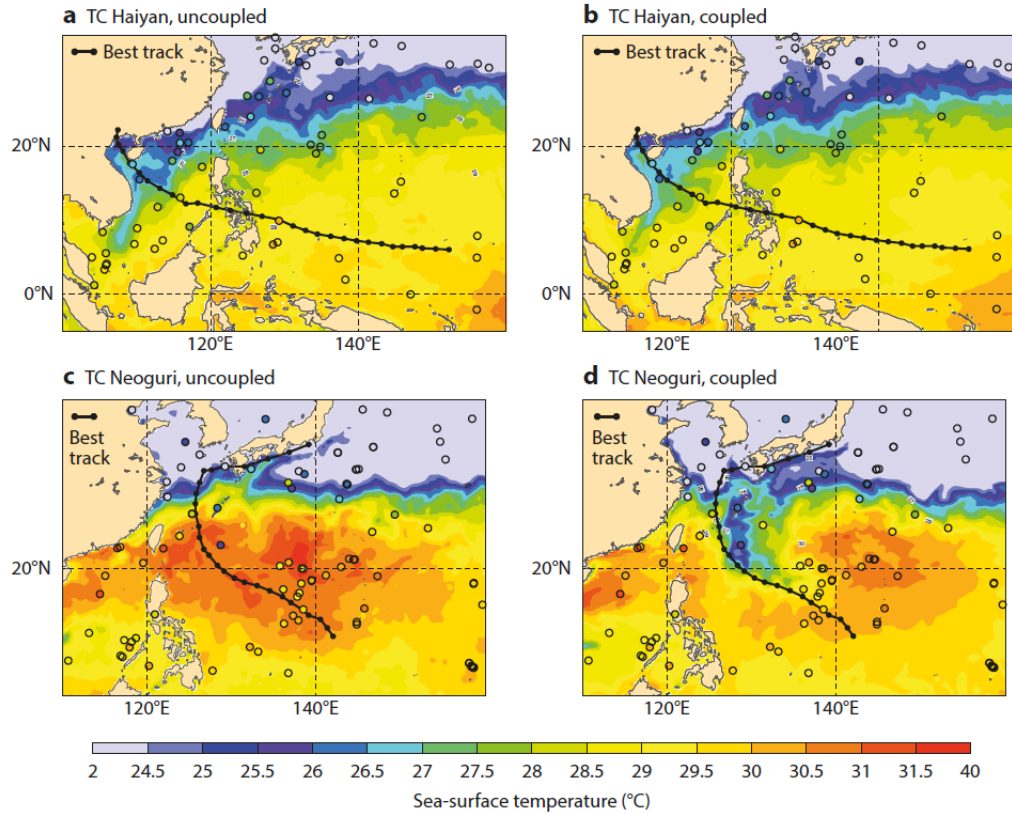 a TC Haiyan, uncoupled
b TC Haiyan, coupled
Best track
Best track
20°N
20°N
0°N
0°N
120°E
140°E
120°E
140°E
c TC Neoguri, uncoupled
d TC Neoguri, coupled
Best
track
Best
track
20°N
20°N
120°E
140°E
120°E
140°E
2 24.5 25 25.5 26 26.5 27 27.5 28 28.5 29 29.5 30 30.5 31 31.5 40
Sea-surface temperature (°C)